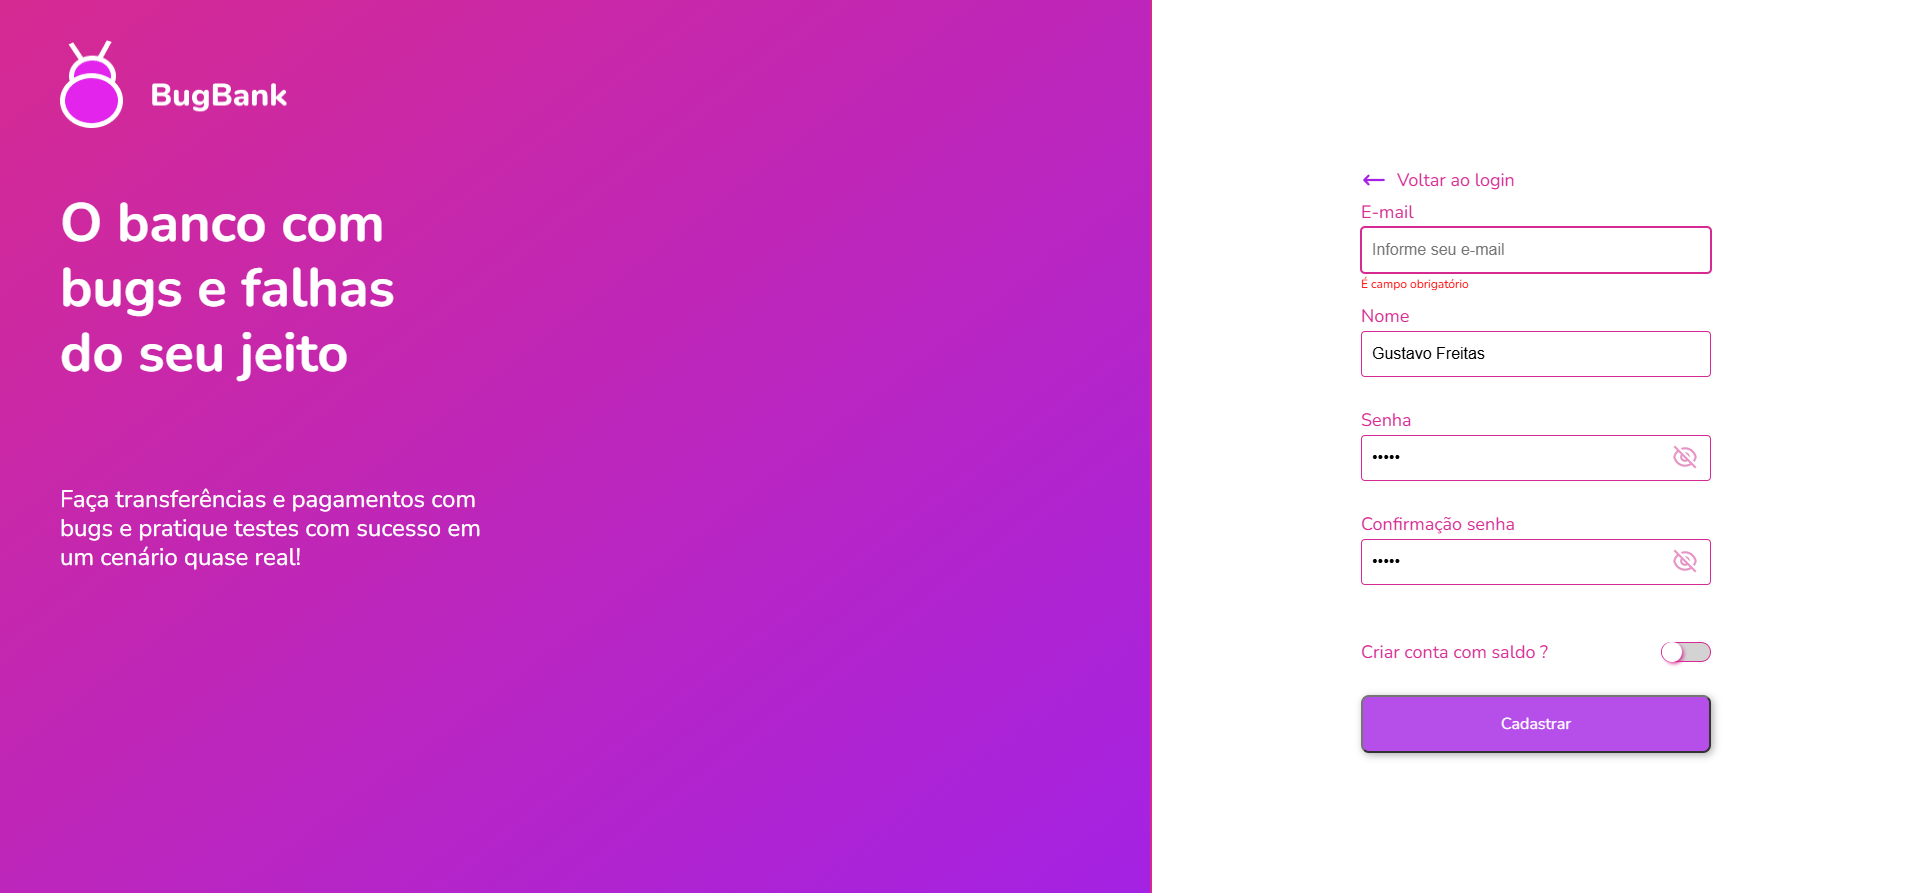 BugBank
O banco com
bugs e falhas
do seu jeito
Faça transferências e pagamentos com
bugs e pratique testes com sucesso em
um cenário quase real!
Voltar ao login
E-mail
Informe seu e-mail
É campo obrigatório
Nome
Gustavo Freitas
Senha
•••••
Confirmação senha
•••••
Criar conta com saldo ?
Cadastrar